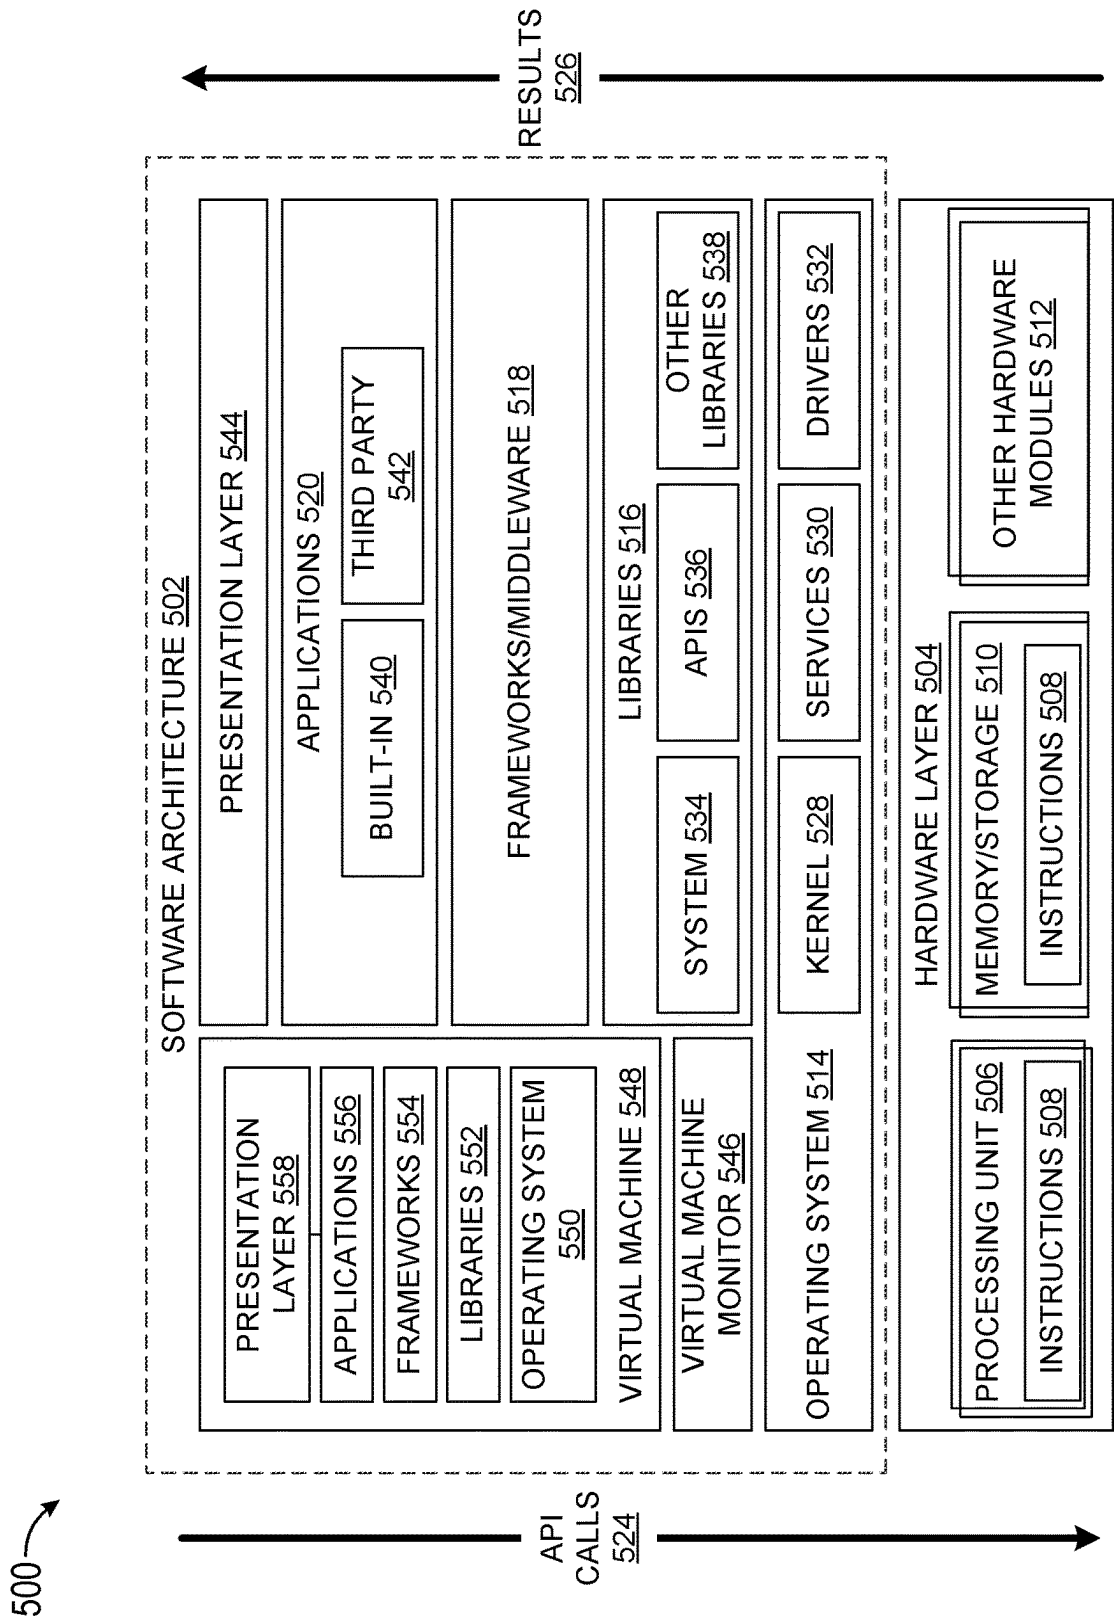 500
SOFTWARE ARCHITECTURE 502
PRESENTATION
LAYER 558
APPLICATIONS 556
FRAMEWORKS 554
LIBRARIES 552
OPERATING SYSTEM
550
VIRTUAL MACHINE 548
VIRTUAL MACHINE
MONITOR 546
PRESENTATION LAYER 544
APPLICATIONS 520
BUILT-IN 540
THIRD PARTY
542
FRAMEWORKS/MIDDLEWARE 518
LIBRARIES 516
SYSTEM 534
APIS 536
OTHER
LIBRARIES 538
OPERATING SYSTEM 514
KERNEL 528
SERVICES 530
DRIVERS 532
HARDWARE LAYER 504
PROCESSING UNIT 506
INSTRUCTIONS 508
MEMORY/STORAGE 510
INSTRUCTIONS 508
OTHER HARDWARE
MODULES 512
API
CALLS
524
RESULTS
526